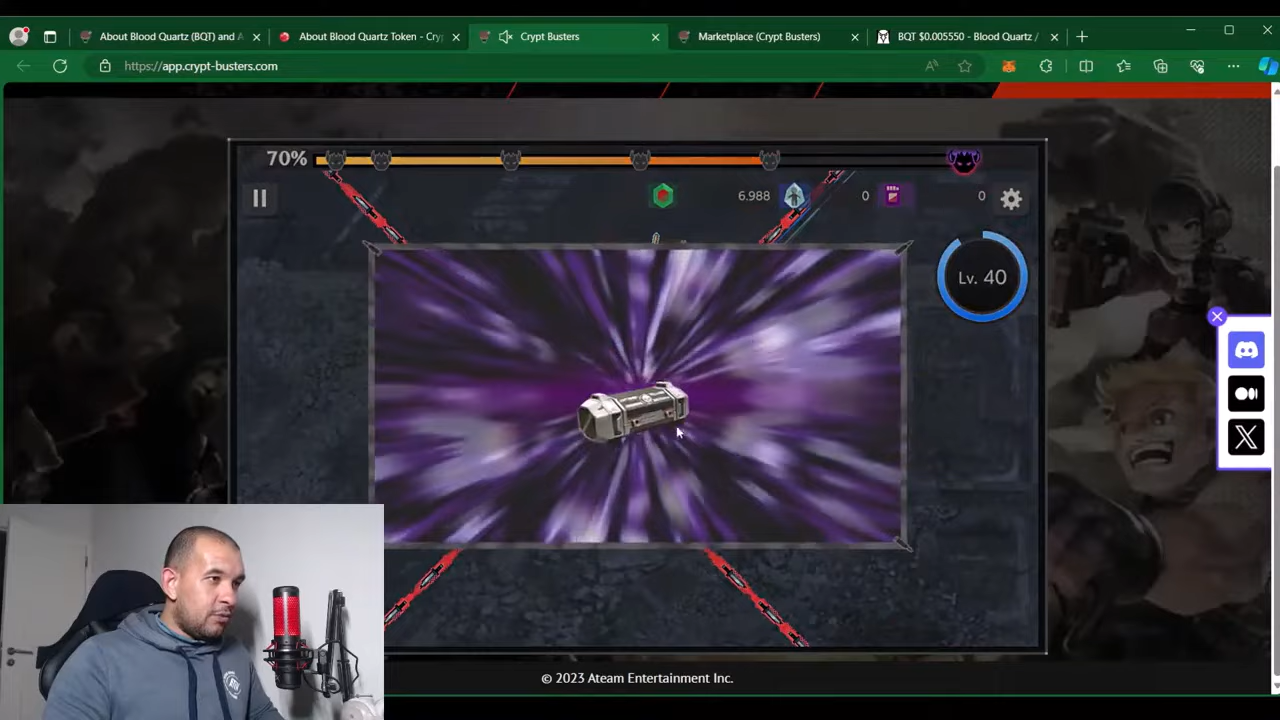 About Blood Quartz (BQT) and A
About Blood Quartz Token - Cry
Crypt Busters
Marketplace (Crypt Busters)
BQT $0.005550 - Blood Quartz /
https://app.crypt-busters.com
70%
6.988
0
0
Lv. 40
© 2023 Ateam Entertainment Inc.